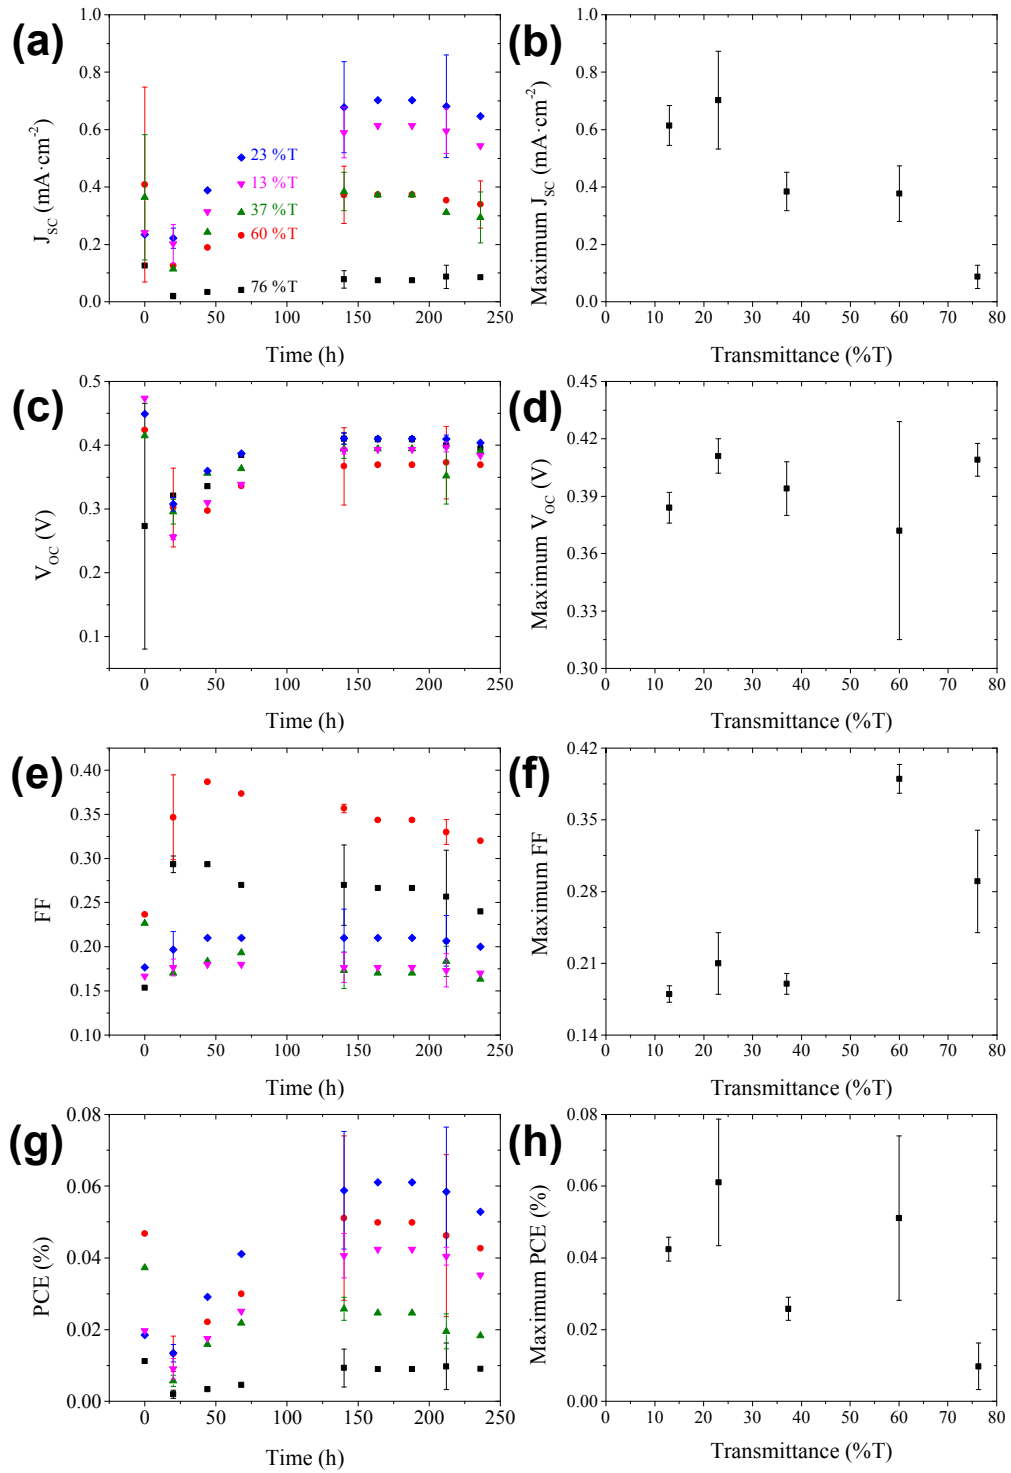 (a)
1.0
0.8
0.6
0.4
0.2
0.0
J_SC (mA·cm⁻²)
23 %T
13 %T
37 %T
60 %T
76 %T
0 50 100 150 200 250
Time (h)
(b)
1.0
0.8
0.6
0.4
0.2
0.0
Maximum J_SC (mA·cm⁻²)
0 10 20 30 40 50 60 70 80
Transmittance (%T)
(c)
0.5
0.4
0.3
0.2
0.1
V_OC (V)
0 50 100 150 200 250
Time (h)
(d)
0.45
0.42
0.39
0.36
0.33
0.30
Maximum V_OC (V)
0 10 20 30 40 50 60 70 80
Transmittance (%T)
(e)
0.40
0.35
0.30
0.25
0.20
0.15
0.10
FF
0 50 100 150 200 250
Time (h)
(f)
0.42
0.35
0.28
0.21
0.14
Maximum FF
0 10 20 30 40 50 60 70 80
Transmittance (%T)
(g)
0.08
0.06
0.04
0.02
0.00
PCE (%)
0 50 100 150 200 250
Time (h)
(h)
0.08
0.06
0.04
0.02
0.00
Maximum PCE (%)
0 10 20 30 40 50 60 70 80
Transmittance (%T)